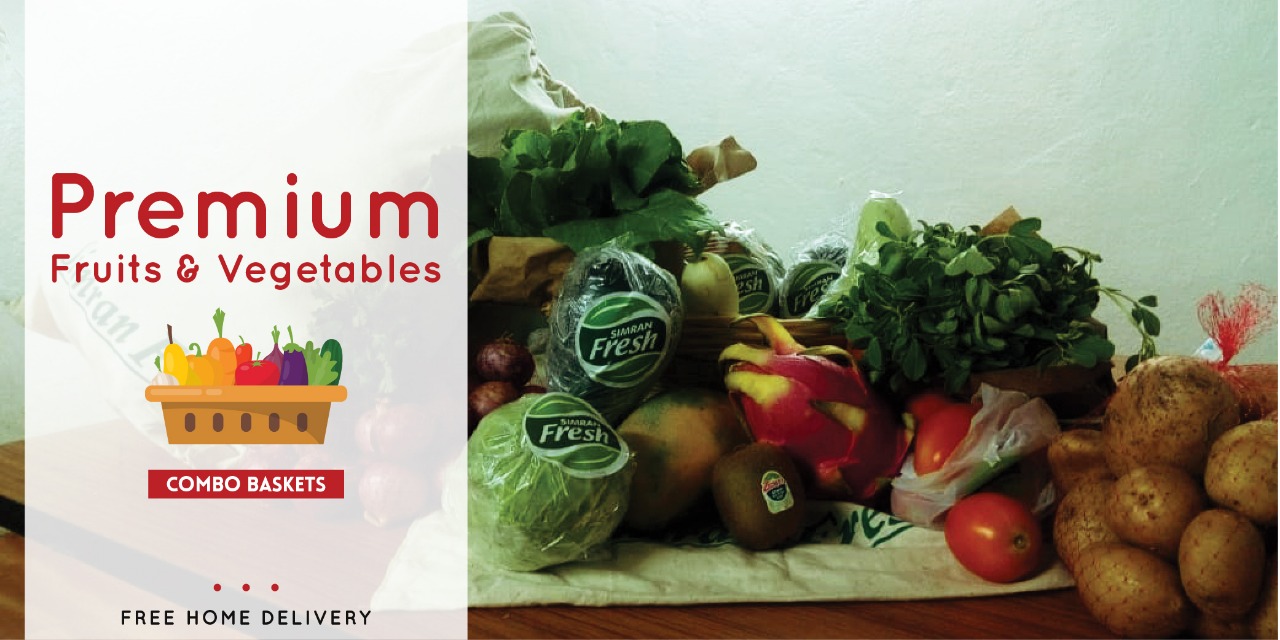 Premium
Fruits & Vegetables
COMBO BASKETS
FREE HOME DELIVERY
SIMRAN
Fresh
SIMRAN
Fresh